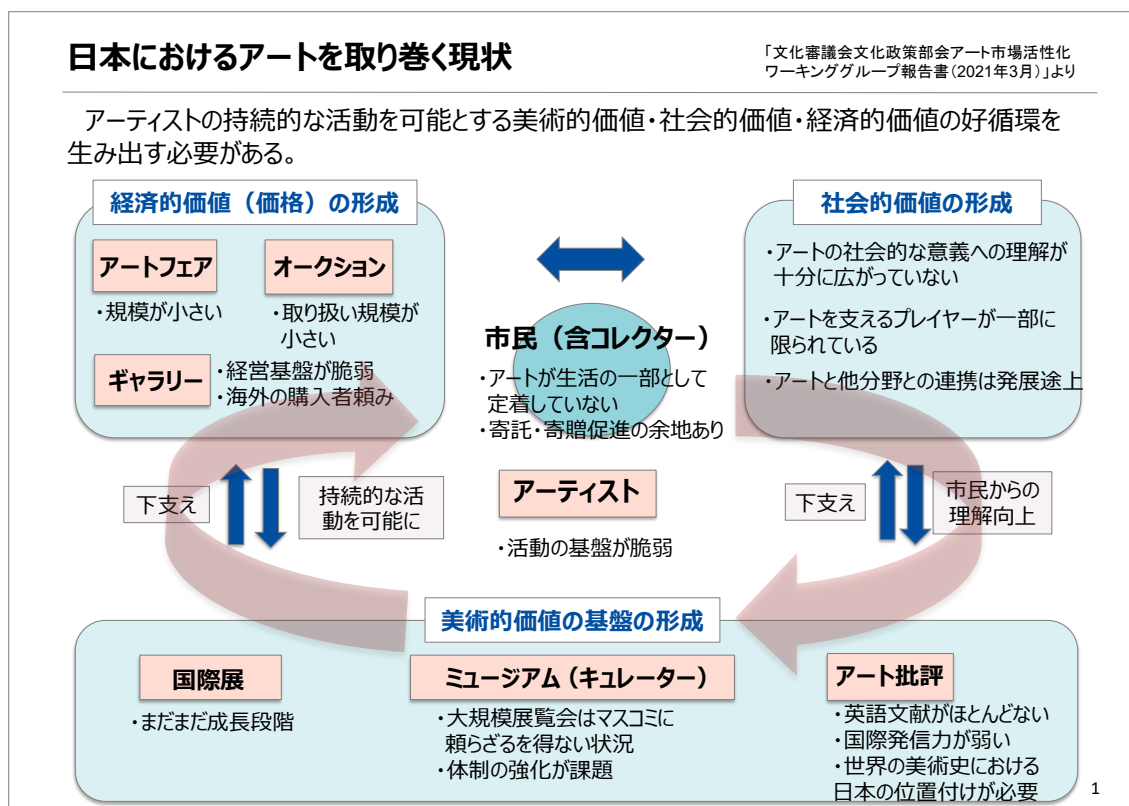 日本におけるアートを取り巻く現状
「文化審議会文化政策部会アート市場活性化
ワーキンググループ報告書(2021年3月)」より
アーティストの持続的な活動を可能とする美術的価値・社会的価値・経済的価値の好循環を
生み出す必要がある。
経済的価値（価格）の形成
アートフェア
・規模が小さい
オークション
・取り扱い規模が
小さい
ギャラリー
・経営基盤が脆弱
・海外の購入者頼み
市民（含コレクター）
・アートが生活の一部として
定着していない
・寄託・寄贈促進の余地あり
アーティスト
・活動の基盤が脆弱
社会的価値の形成
・アートの社会的な意義への理解が
十分に広がっていない
・アートを支えるプレイヤーが一部に
限られている
・アートと他分野との連携は発展途上
下支え
持続的な活
動を可能に
下支え
市民からの
理解向上
美術的価値の基盤の形成
国際展
・まだまだ成長段階
ミュージアム（キュレーター）
・大規模展覧会はマスコミに
頼らざるを得ない状況
・体制の強化が課題
アート批評
・英語文献がほとんどない
・国際発信力が弱い
・世界の美術史における
日本の位置付けが必要
1